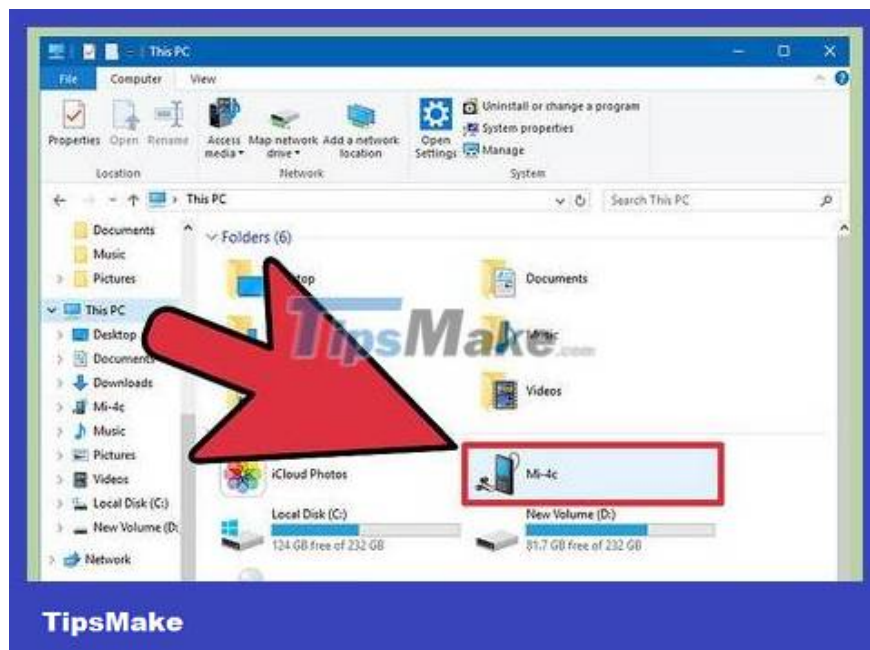 This PC
File Computer View
Properties Open Rename
Access media Map network drive Add a network location
Open Settings
Uninstall or change a program
System properties
Manage
Location Network System
This PC
Search This PC
Documents
Music
Pictures
This PC
Desktop
Documents
Downloads
Mi-4c
Music
Pictures
Videos
Local Disk (C:)
New Volume (D:
Network
Folders (6)
Documents
Music
Videos
TipsMake.com
iCloud Photos
Mi-4c
Local Disk (C:)
124 GB free of 232 GB
New Volume (D:)
81.7 GB free of 232 GB
TipsMake